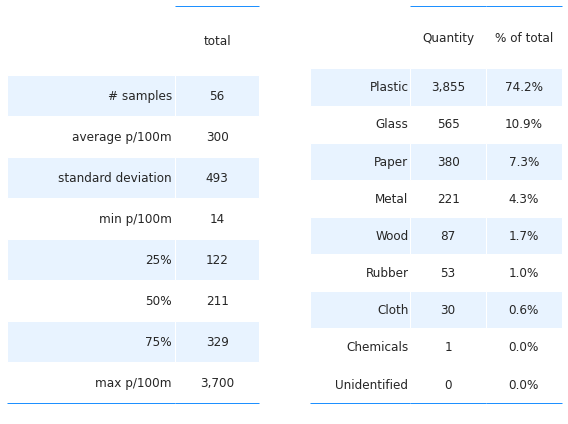 total
# samples 56
average p/100m 300
standard deviation 493
min p/100m 14
25% 122
50% 211
75% 329
max p/100m 3,700
Quantity % of total
Plastic 3,855 74.2%
Glass 565 10.9%
Paper 380 7.3%
Metal 221 4.3%
Wood 87 1.7%
Rubber 53 1.0%
Cloth 30 0.6%
Chemicals 1 0.0%
Unidentified 0 0.0%